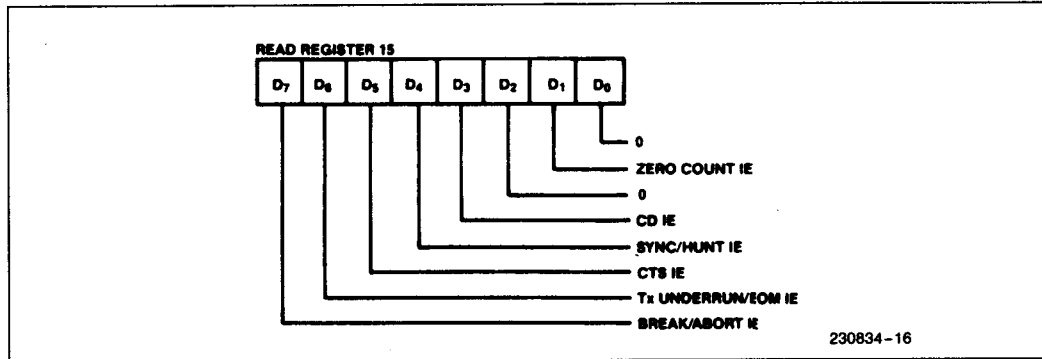 READ REGISTER 15
D7 D6 D5 D4 D3 D2 D1 D0
0
ZERO COUNT IE
0
CD IE
SYNC/HUNT IE
CTS IE
Tx UNDERRUN/EOM IE
BREAK/ABORT IE
230834-16